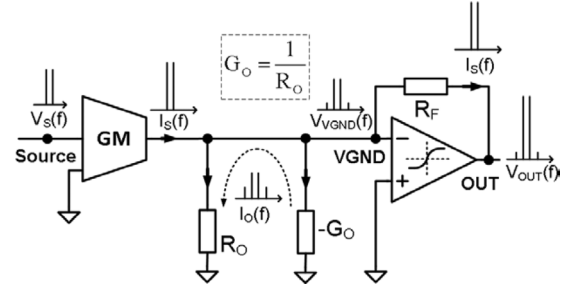 I_S(f)
G_O = 1/R_O
V_S(f)
I_S(f)
V_VGND(f)
R_F
Source
GM
VGND
−
+
OUT
V_OUT(f)
I_O(f)
R_O
-G_O